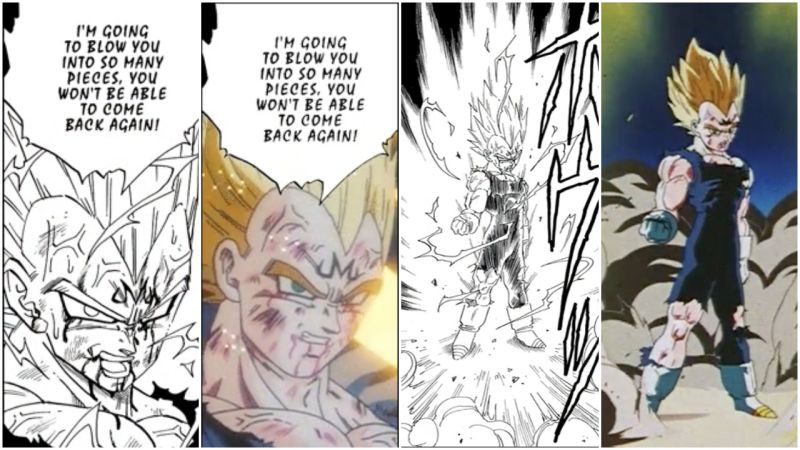 I'M GOING
TO BLOW YOU
INTO SO MANY
PIECES, YOU
WON'T BE ABLE
TO COME
BACK AGAIN!
I'M GOING
TO BLOW YOU
INTO SO MANY
PIECES, YOU
WON'T BE ABLE
TO COME
BACK AGAIN!
M
M